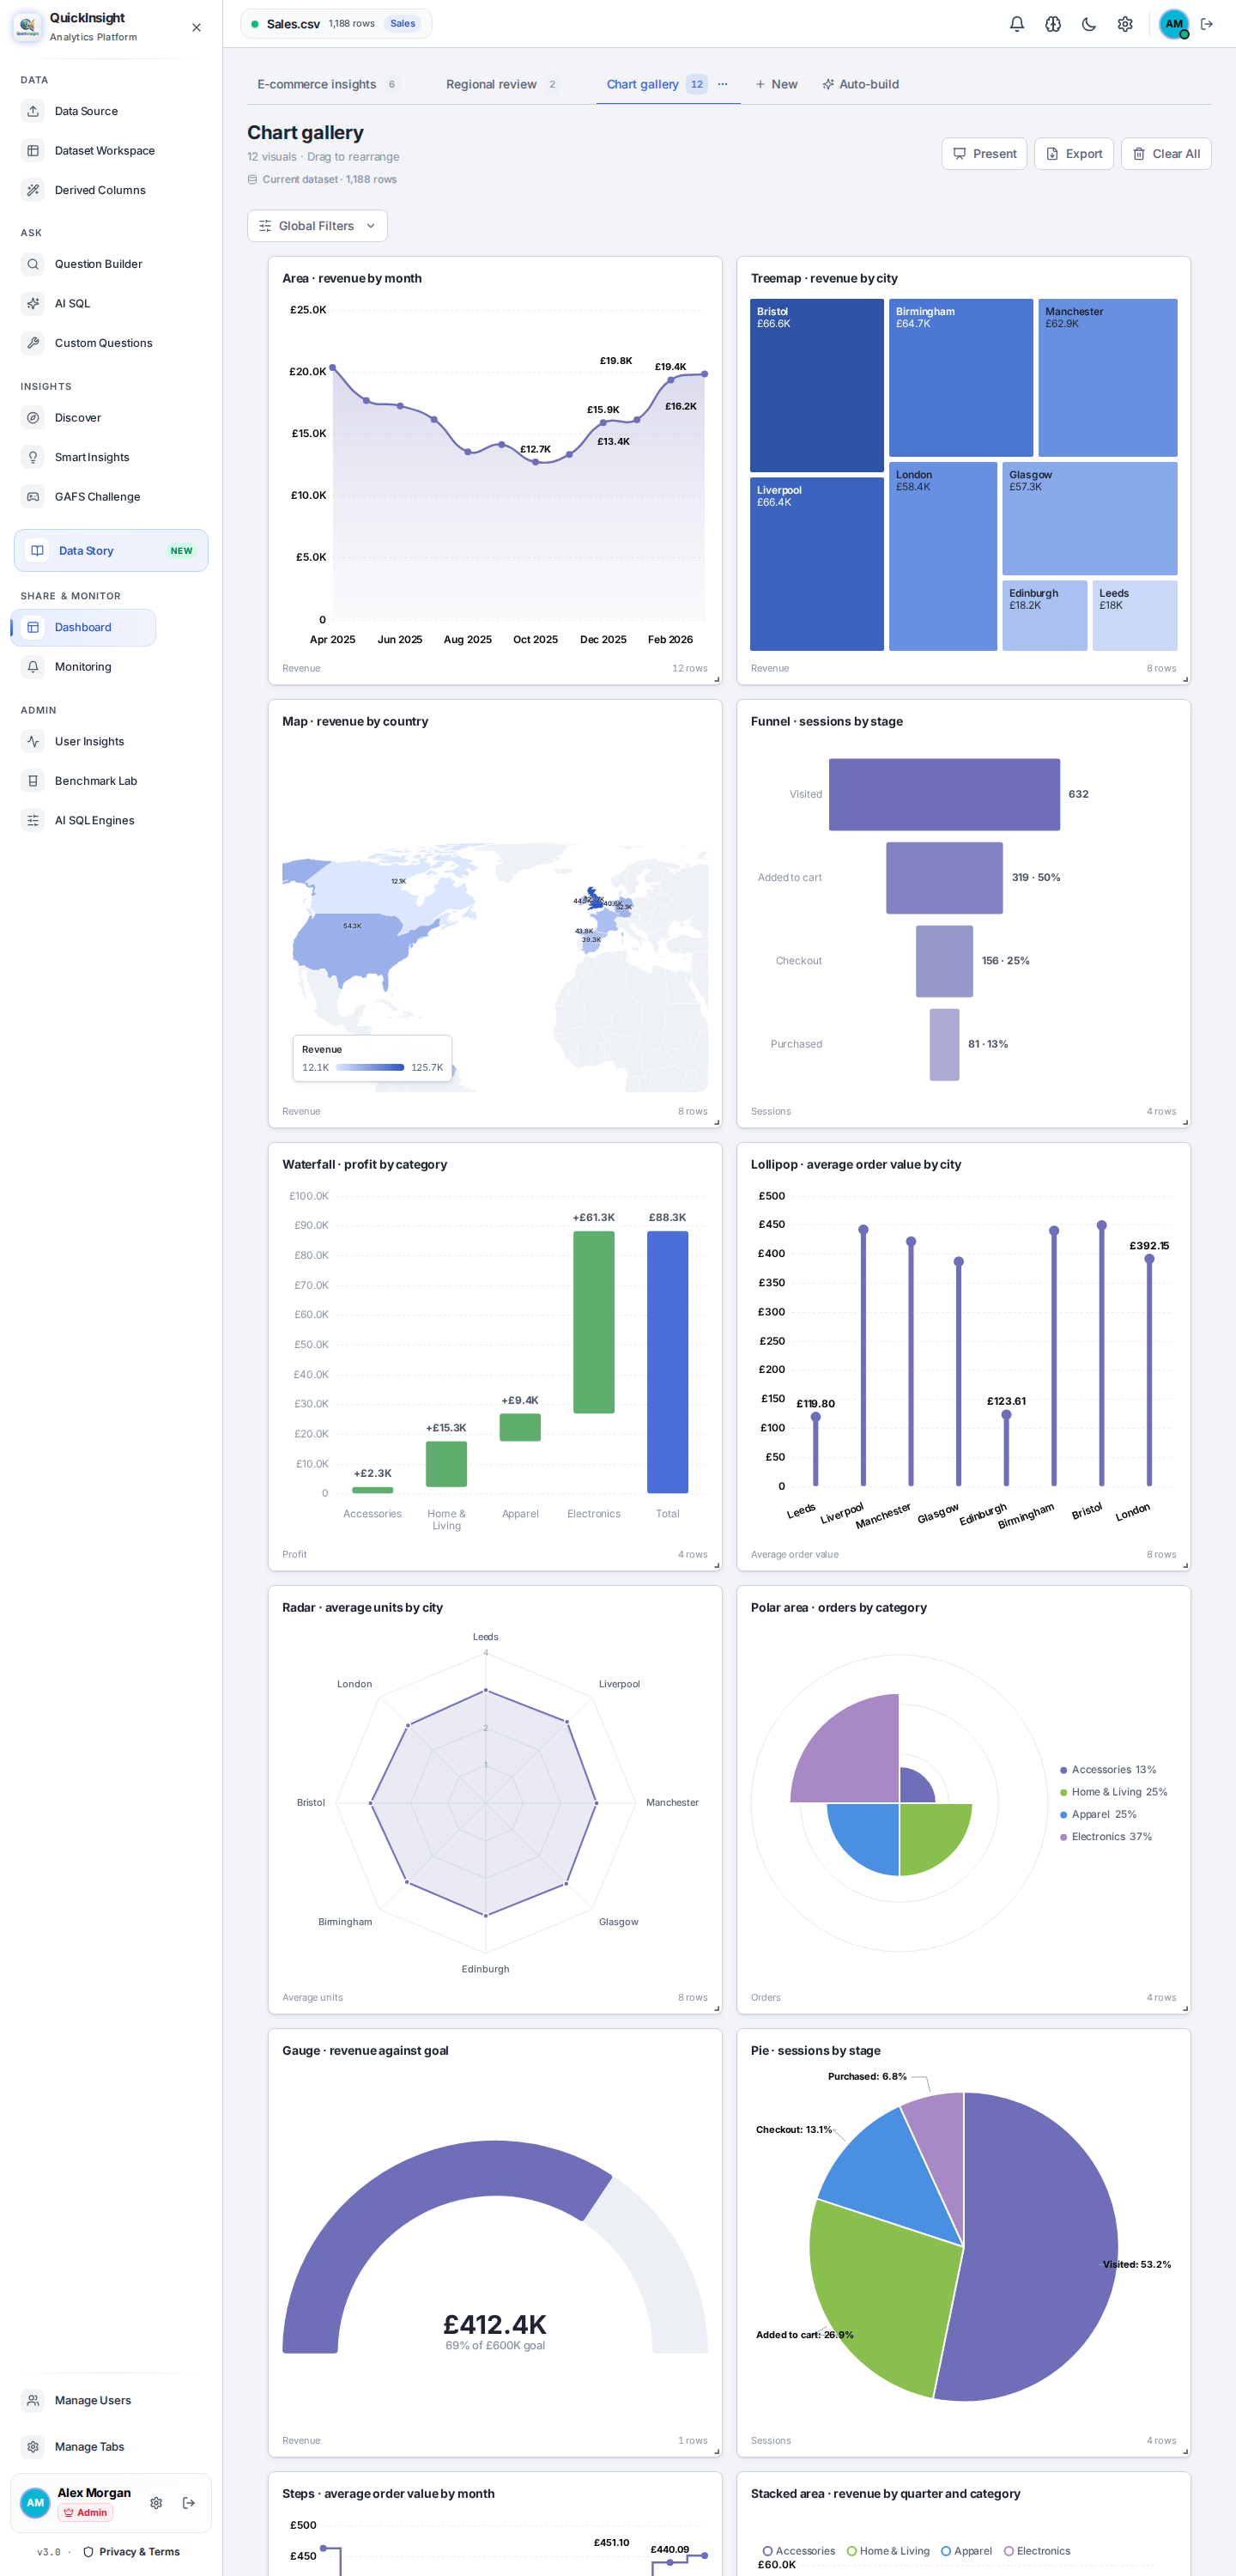 QuickInsight
Analytics Platform
DATA
Data Source
Dataset Workspace
Derived Columns
ASK
Question Builder
AI SQL
Custom Questions
INSIGHTS
Discover
Smart Insights
GAFS Challenge
Data Story NEW
SHARE & MONITOR
Dashboard
Monitoring
ADMIN
User Insights
Benchmark Lab
AI SQL Engines
Manage Users
Manage Tabs
AM Alex Morgan
Admin
v3.0 · Privacy & Terms
Sales.csv 1,188 rows Sales
AM
E-commerce insights 6 Regional review 2 Chart gallery 12 ··· + New Auto-build
Chart gallery
12 visuals · Drag to rearrange
Current dataset · 1,188 rows
Present Export Clear All
Global Filters
Area · revenue by month
£25.0K
£20.0K
£15.0K
£10.0K
£5.0K
0
£19.8K
£19.4K
£15.9K
£16.2K
£13.4K
£12.7K
Apr 2025 Jun 2025 Aug 2025 Oct 2025 Dec 2025 Feb 2026
Revenue 12 rows
Treemap · revenue by city
Bristol
£66.6K
Birmingham
£64.7K
Manchester
£62.9K
Liverpool
£66.4K
London
£58.4K
Glasgow
£57.3K
Edinburgh
£18.2K
Leeds
£18K
Revenue 8 rows
Map · revenue by country
12.1K
54.3K
40.6K
43.8K
39.3K
Revenue
12.1K 125.7K
Revenue 8 rows
Funnel · sessions by stage
Visited 632
Added to cart 319 · 50%
Checkout 156 · 25%
Purchased 81 · 13%
Sessions 4 rows
Waterfall · profit by category
£100.0K
£90.0K
£80.0K
£70.0K
£60.0K
£50.0K
£40.0K
£30.0K
£20.0K
£10.0K
0
+£2.3K
+£15.3K
+£9.4K
+£61.3K
£88.3K
Accessories Home & Living Apparel Electronics Total
Profit 4 rows
Lollipop · average order value by city
£500
£450
£400
£350
£300
£250
£200
£150
£100
£50
0
£119.80
£123.61
£392.15
Leeds Liverpool Manchester Glasgow Edinburgh Birmingham Bristol London
Average order value 8 rows
Radar · average units by city
Leeds
Liverpool
Manchester
Glasgow
Edinburgh
Birmingham
Bristol
London
4
2
1
Average units 8 rows
Polar area · orders by category
Accessories 13%
Home & Living 25%
Apparel 25%
Electronics 37%
Orders 4 rows
Gauge · revenue against goal
£412.4K
69% of £600K goal
Revenue 1 rows
Pie · sessions by stage
Purchased: 6.8%
Checkout: 13.1%
Visited: 53.2%
Added to cart: 26.9%
Sessions 4 rows
Steps · average order value by month
£500
£450
£451.10
£440.09
Stacked area · revenue by quarter and category
Accessories Home & Living Apparel Electronics
£60.0K